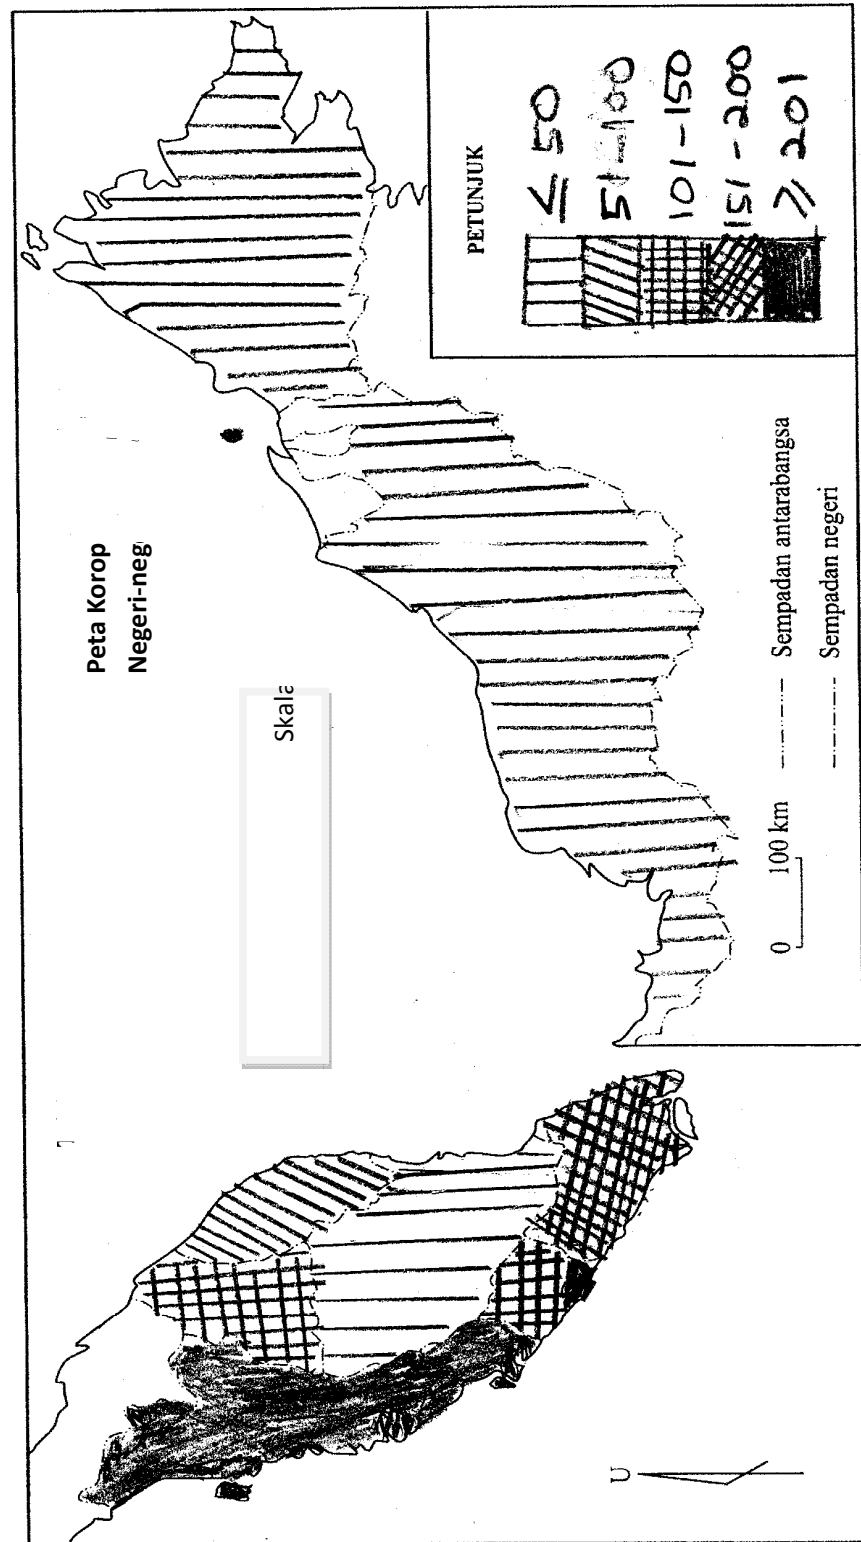 Peta Korop
Negeri-neg
Skala
PETUNJUK
≤ 50
51-100
101-150
151-200
≥ 201
0 100 km
Sempadan antarabangsa
Sempadan negeri
U